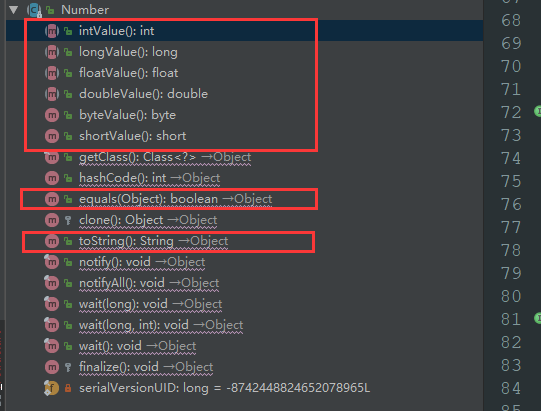 Number
intValue(): int
longValue(): long
floatValue(): float
doubleValue(): double
byteValue(): byte
shortValue(): short
getClass(): Class<?> →Object
hashCode(): int →Object
equals(Object): boolean →Object
clone(): Object →Object
toString(): String →Object
notify(): void →Object
notifyAll(): void →Object
wait(long): void →Object
wait(long, int): void →Object
wait(): void →Object
finalize(): void →Object
serialVersionUID: long = -8742448824652078965L
68
69
70
71
72
73
74
75
76
77
78
79
80
81
82
83
84